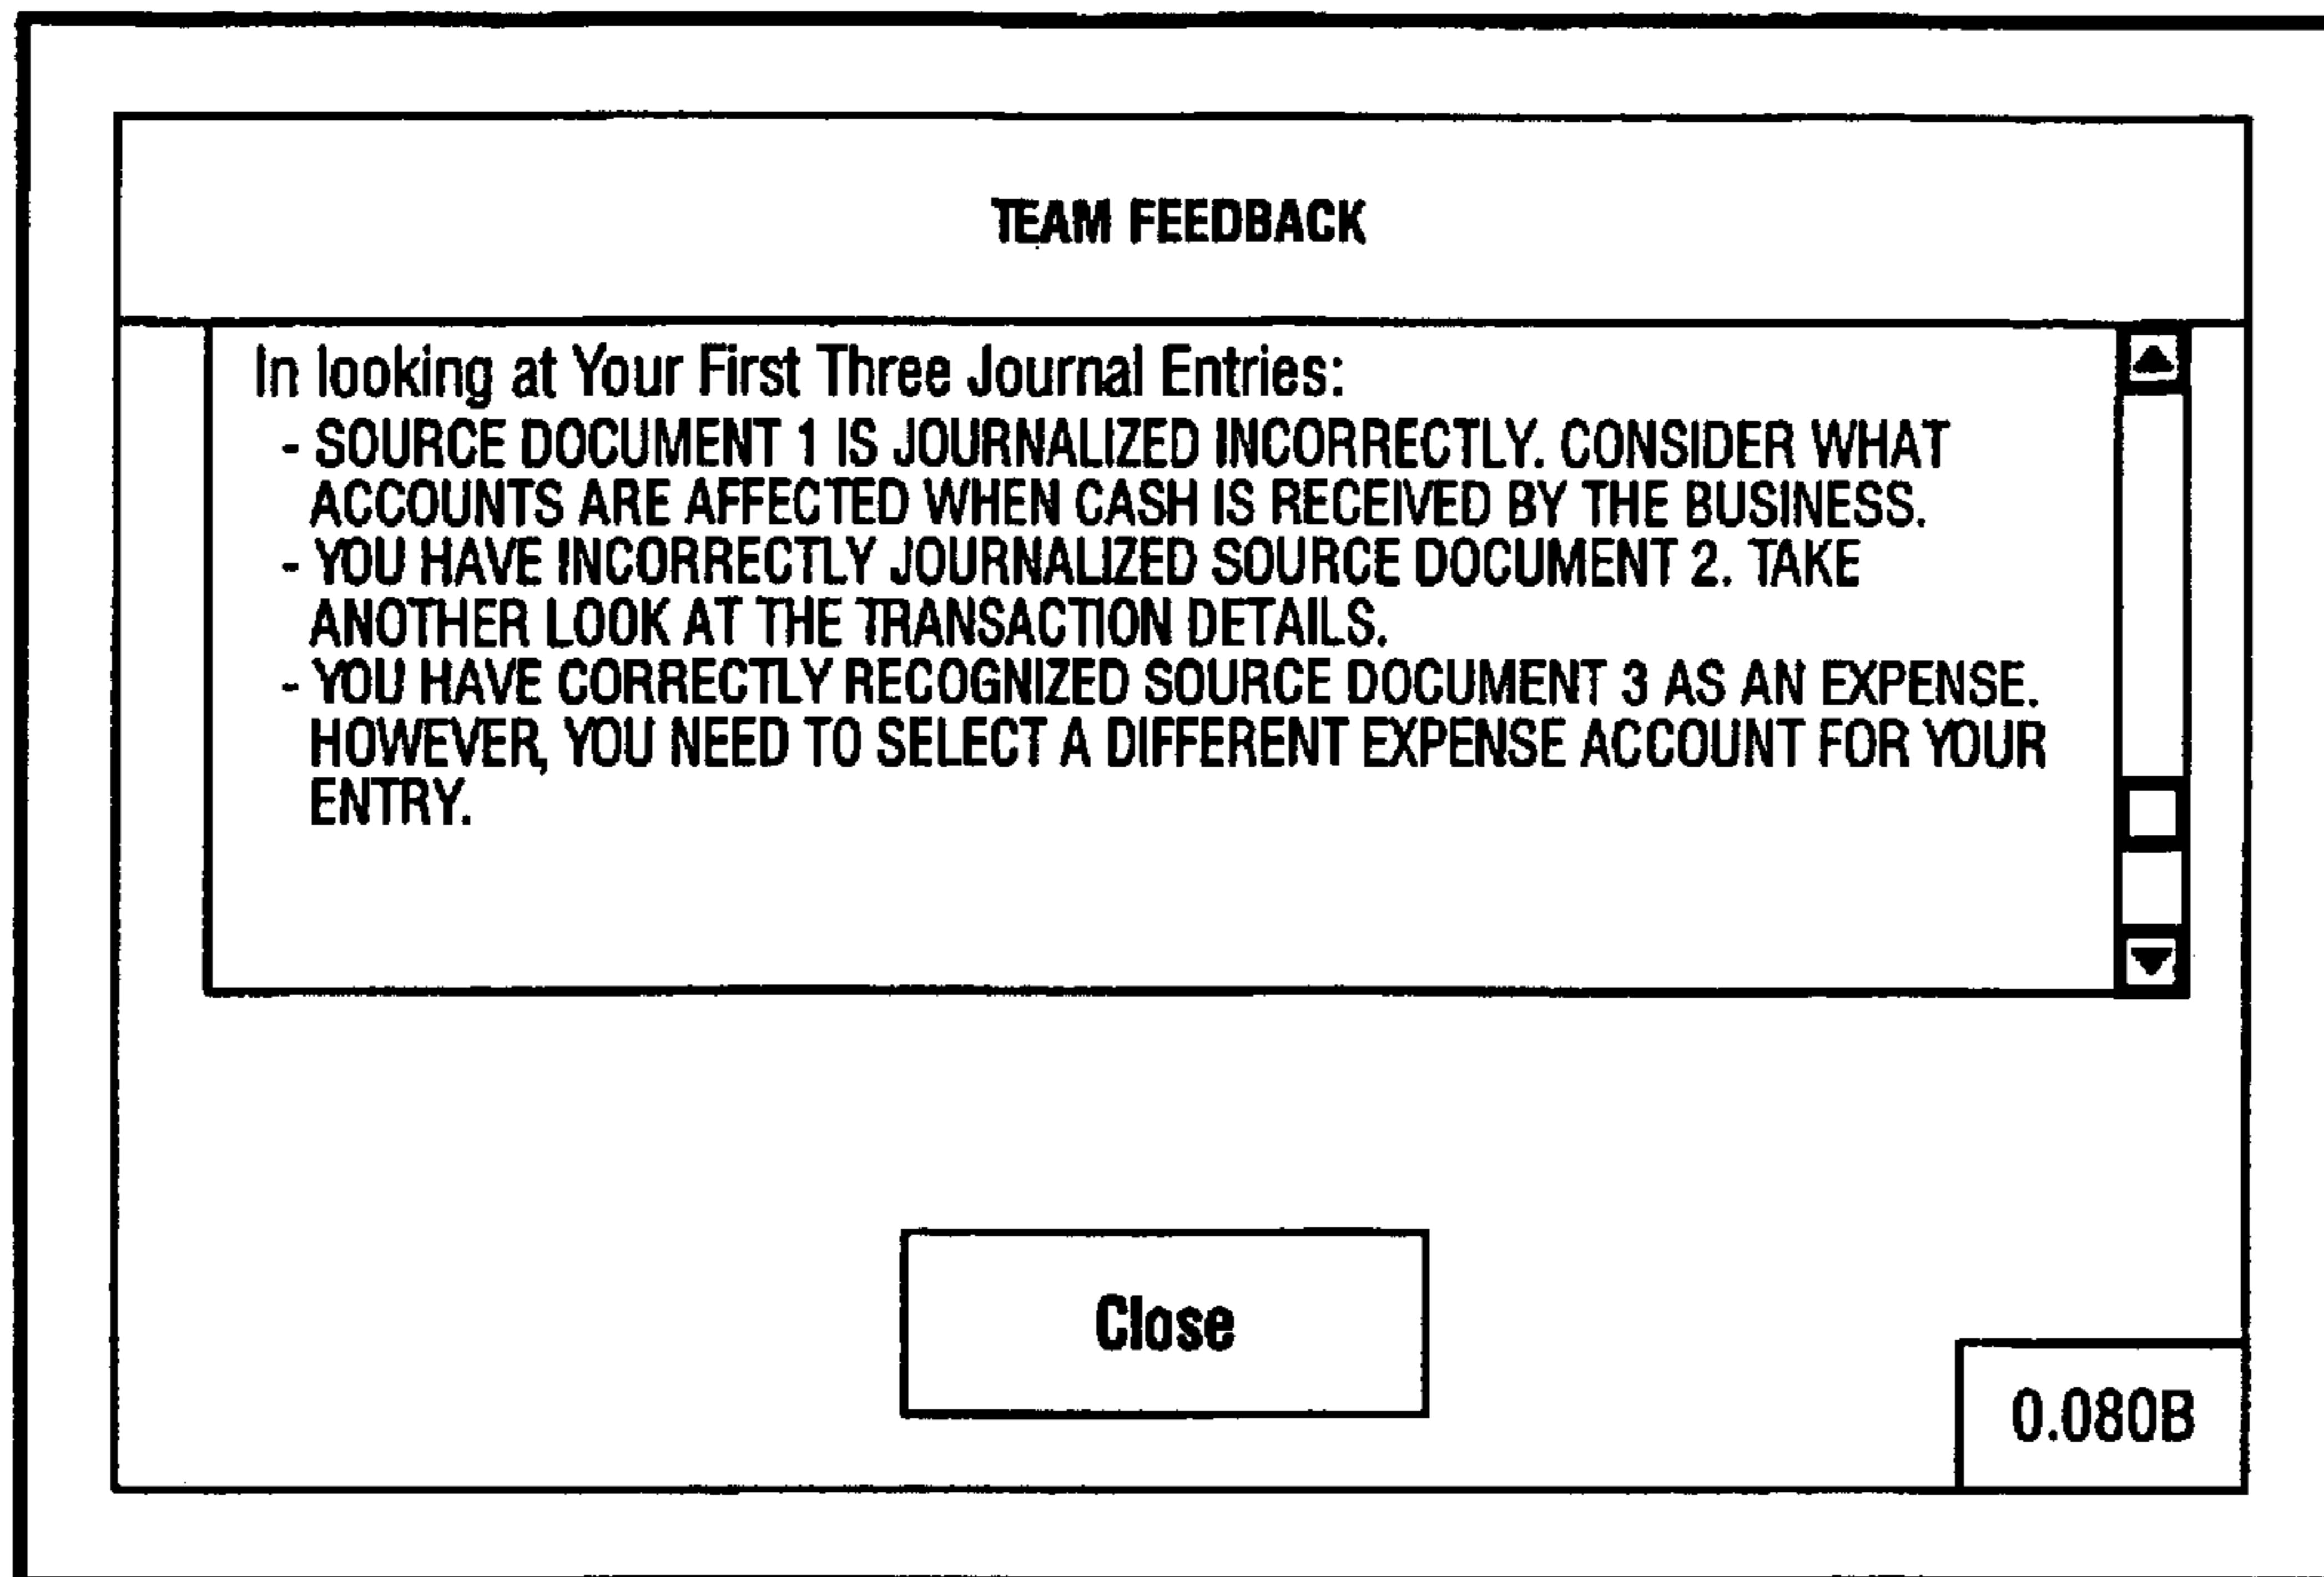 TEAM FEEDBACK
In looking at Your First Three Journal Entries:
- SOURCE DOCUMENT 1 IS JOURNALIZED INCORRECTLY. CONSIDER WHAT
ACCOUNTS ARE AFFECTED WHEN CASH IS RECEIVED BY THE BUSINESS.
- YOU HAVE INCORRECTLY JOURNALIZED SOURCE DOCUMENT 2. TAKE
ANOTHER LOOK AT THE TRANSACTION DETAILS.
- YOU HAVE CORRECTLY RECOGNIZED SOURCE DOCUMENT 3 AS AN EXPENSE.
HOWEVER, YOU NEED TO SELECT A DIFFERENT EXPENSE ACCOUNT FOR YOUR
ENTRY.
Close
0.080B